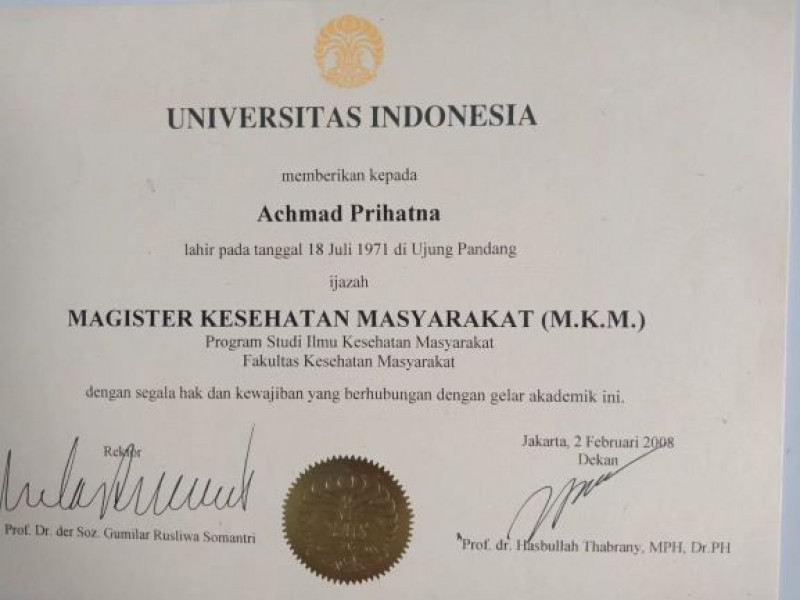 UNIVERSITAS INDONESIA
memberikan kepada
Achmad Prihatna
lahir pada tanggal 18 Juli 1971 di Ujung Pandang
ijazah
MAGISTER KESEHATAN MASYARAKAT (M.K.M.)
Program Studi Ilmu Kesehatan Masyarakat
Fakultas Kesehatan Masyarakat
dengan segala hak dan kewajiban yang berhubungan dengan gelar akademik ini.
Rektor
Prof. Dr. der Soz. Gumilar Rusliwa Somantri
Jakarta, 2 Februari 2008
Dekan
Prof. dr. Hasbullah Thabrany, MPH, Dr.PH